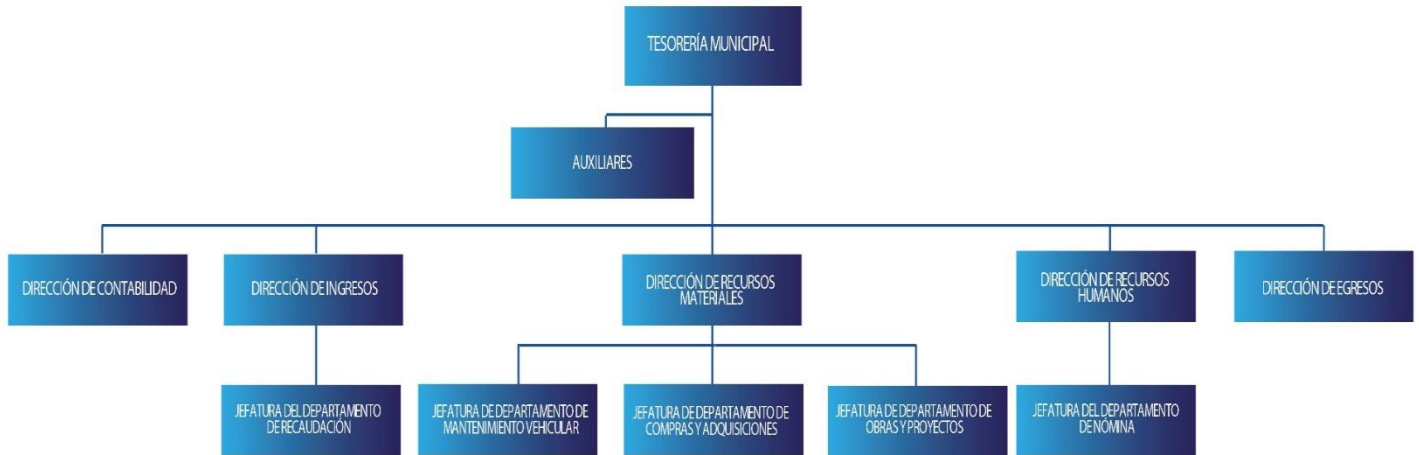 TESORERÍA MUNICIPAL
AUXILIARES
DIRECCIÓN DE CONTABILIDAD
DIRECCIÓN DE INGRESOS
DIRECCIÓN DE RECURSOS
MATERIALES
DIRECCIÓN DE RECURSOS
HUMANOS
DIRECCIÓN DE EGRESOS
JEFATURA DEL DEPARTAMENTO
DE RECAUDACIÓN
JEFATURA DE DEPARTAMENTO DE
MANTENIMIENTO VEHICULAR
JEFATURA DE DEPARTAMENTO DE
COMPRAS Y ADQUISICIONES
JEFATURA DE DEPARTAMENTO DE
OBRAS Y PROYECTOS
JEFATURA DEL DEPARTAMENTO
DE NÓMINA